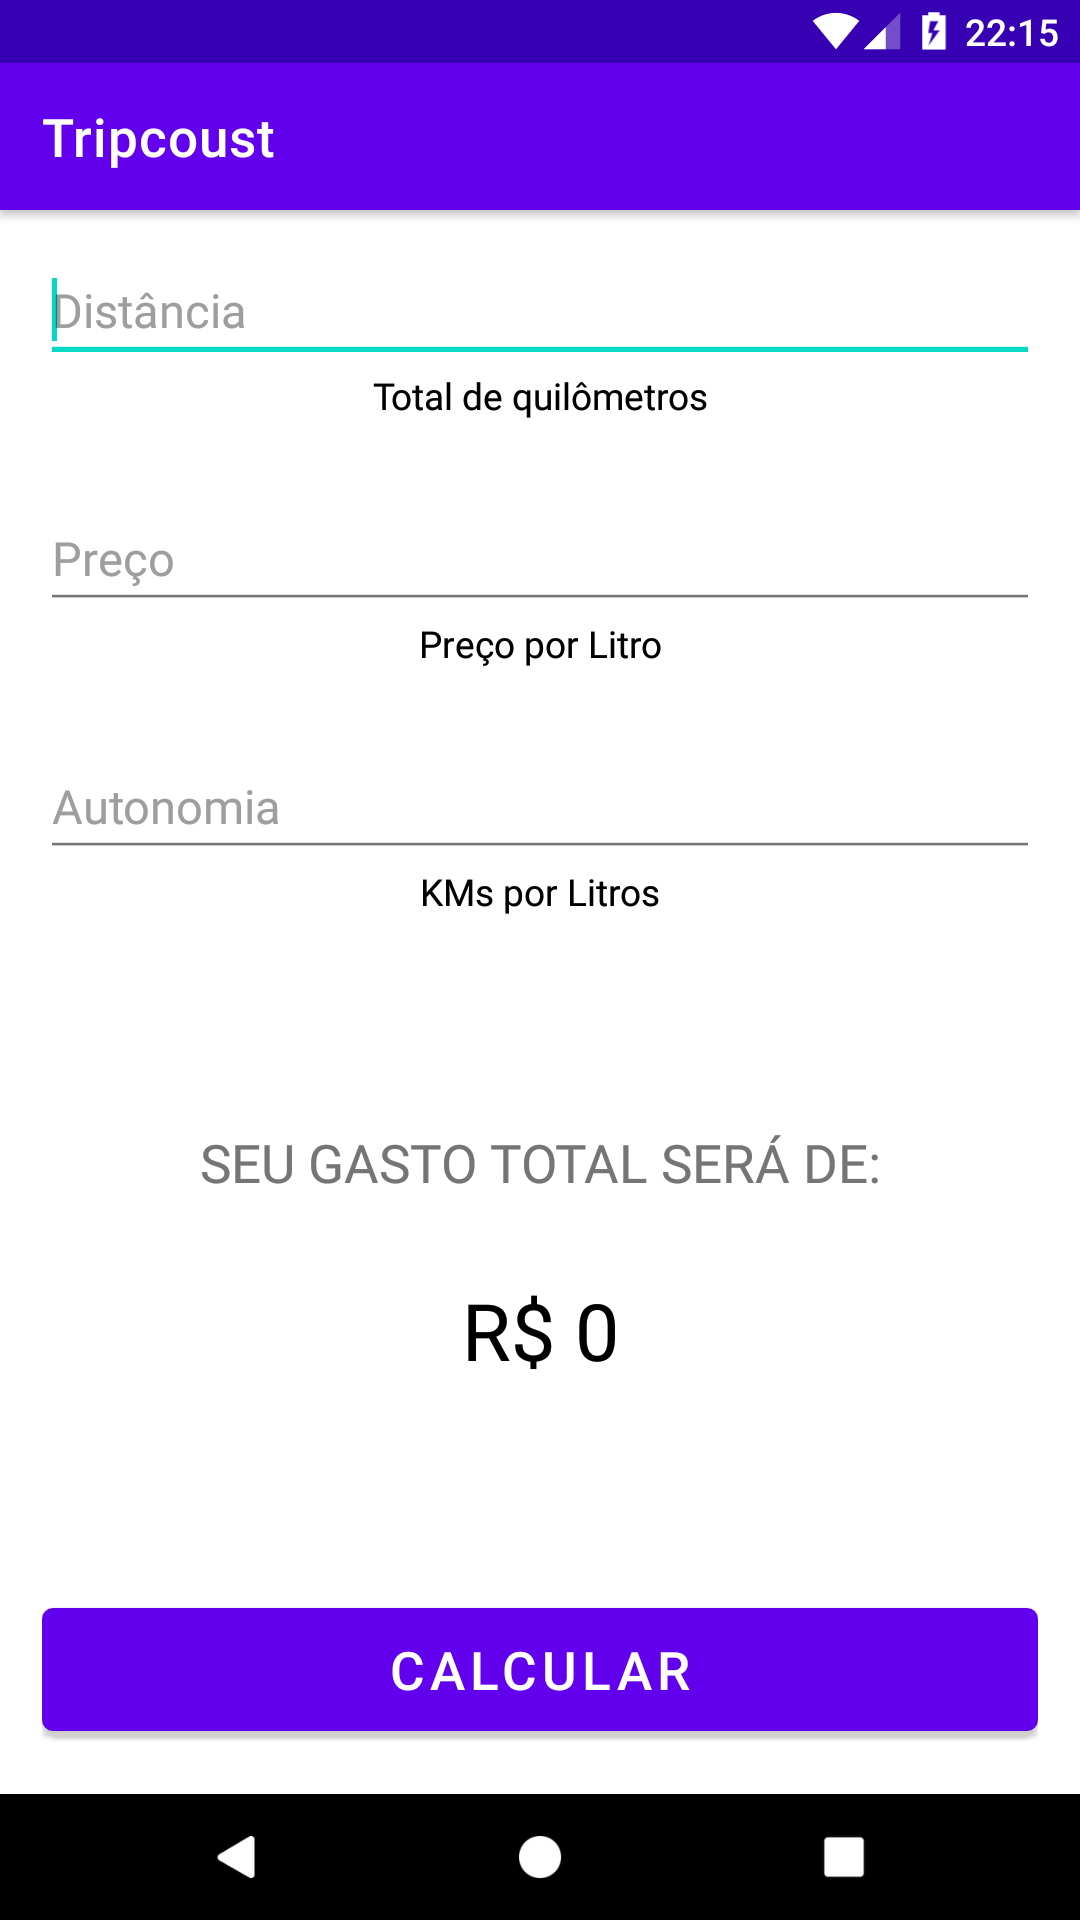 22:15
Tripcoust
Distância
Total de quilômetros
Preço
Preço por Litro
Autonomia
KMs por Litros
SEU GASTO TOTAL SERÁ DE:
R$ 0
CALCULAR